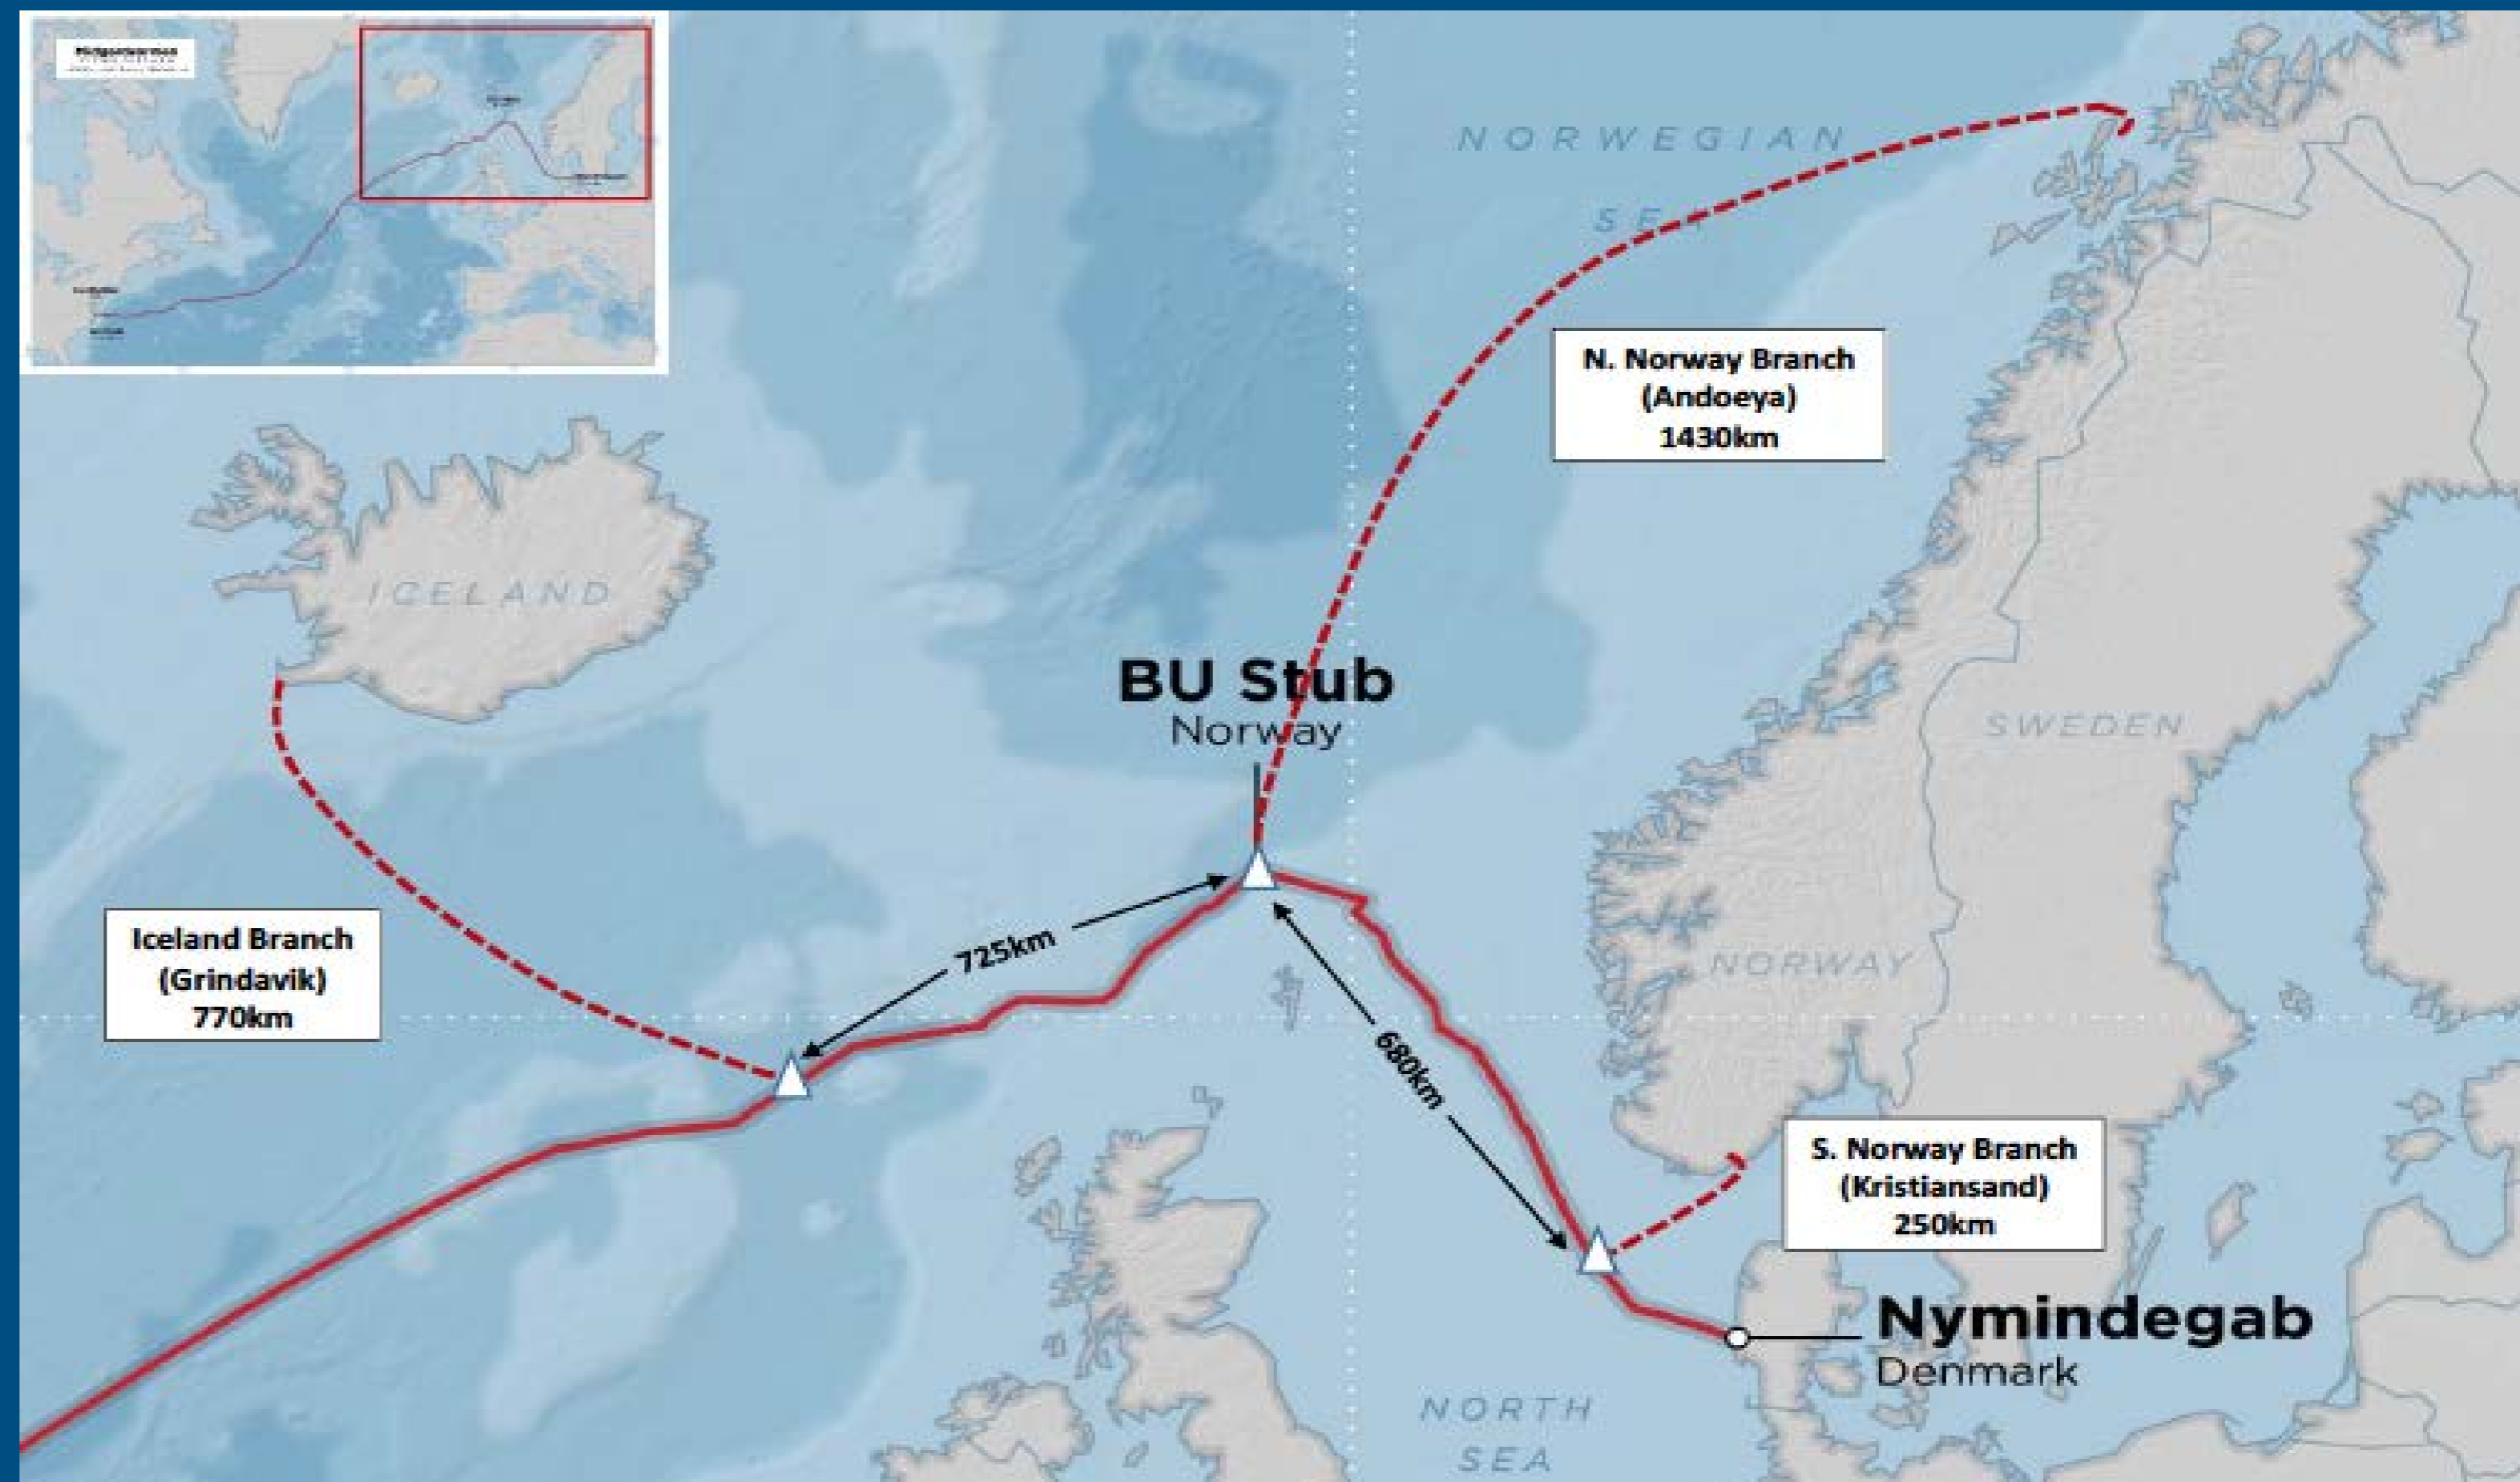 NORWEGIAN
SEA
N. Norway Branch
(Andoeya)
1430km
ICELAND
BU Stub
Norway
SWEDEN
Iceland Branch
(Grindavik)
770km
725km
NORWAY
680km
S. Norway Branch
(Kristiansand)
250km
Nymindegab
Denmark
NORTH
SEA